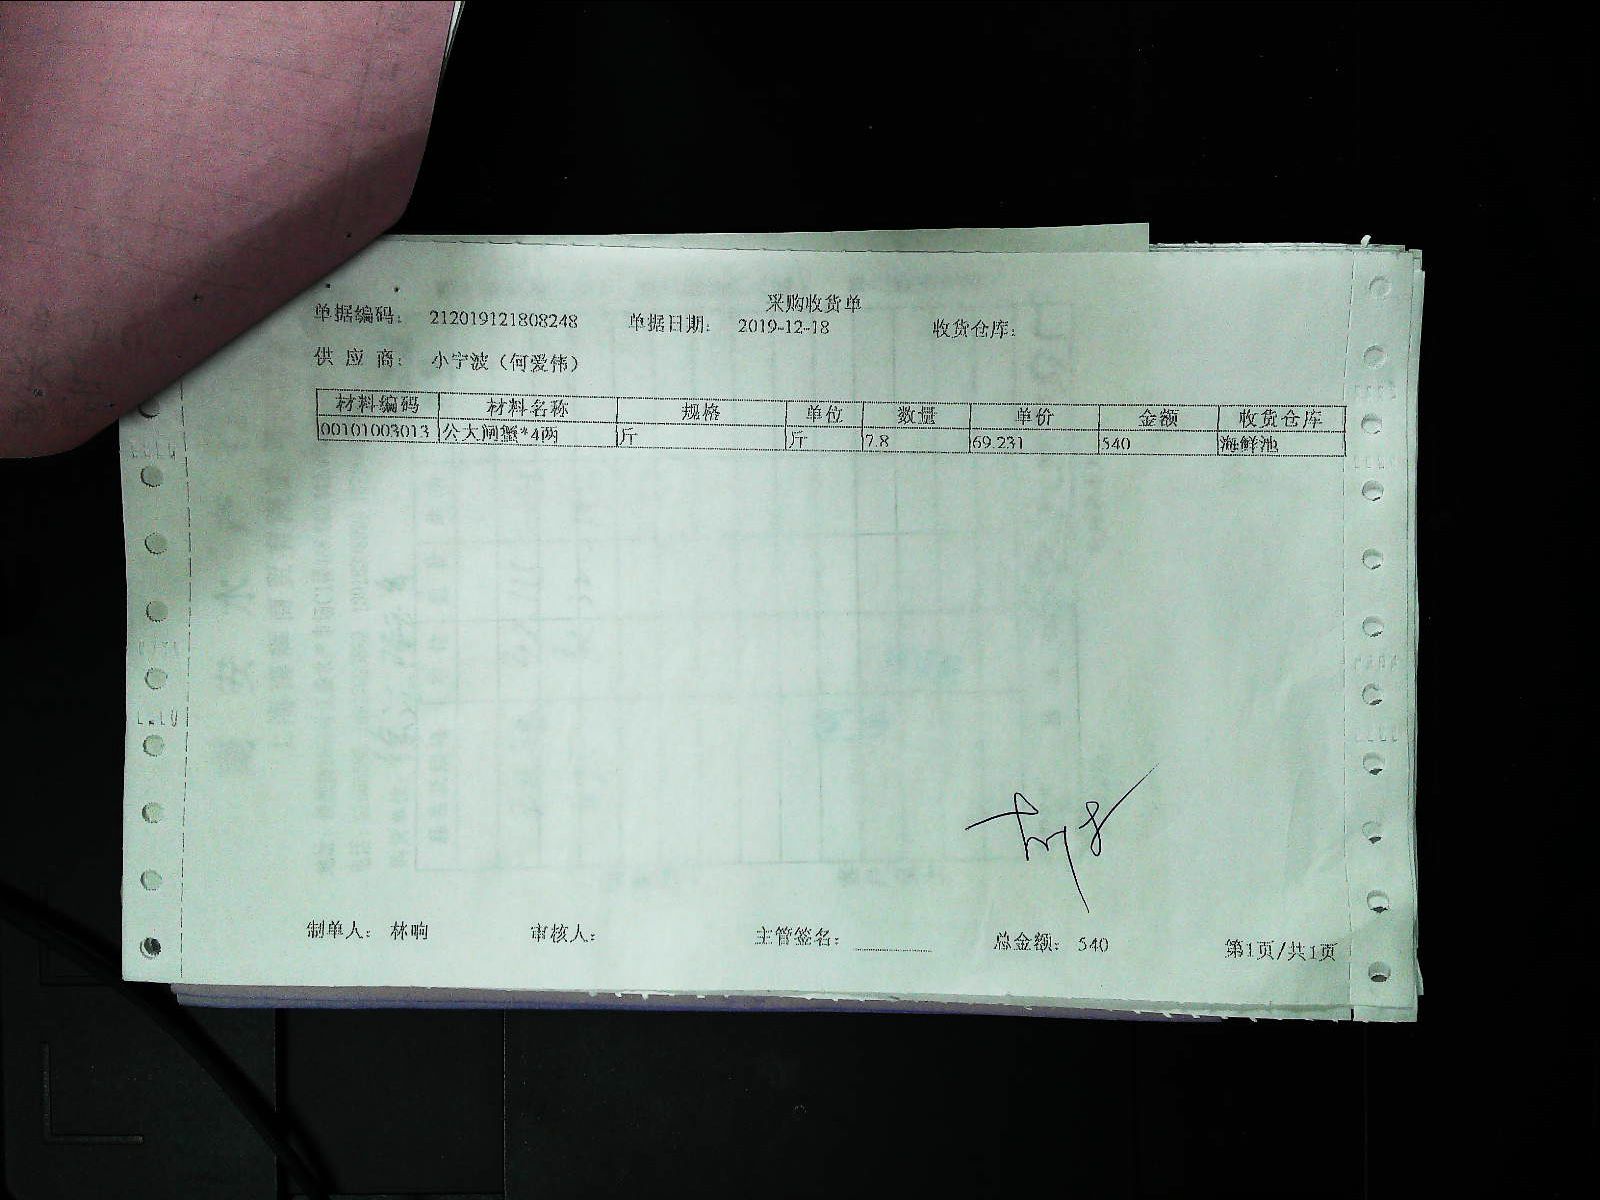 采购收货单
单据编码： 212019121808248 单据日期： 2019-12-18 收货仓库：
供 应 商： 小宁波（何爱伟）
材料编码 材料名称 规格 单位 数量 单价 金额 收货仓库
00101003013 公大闸蟹*4两 斤 斤 7.8 69.231 540 海鲜池
制单人： 林响 审核人： 主管签名： 总金额： 540 第1页/共1页